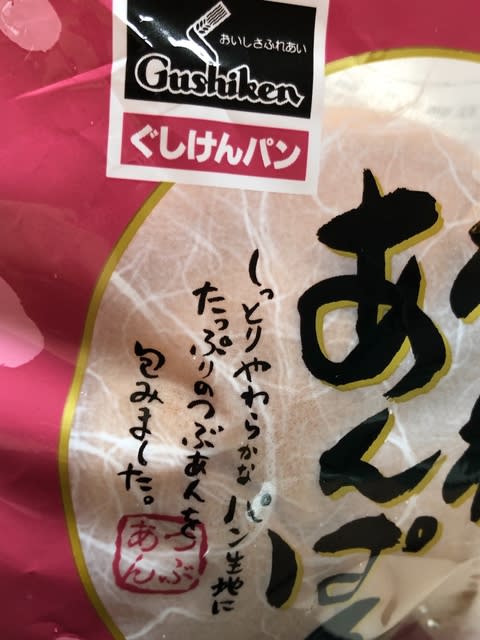 おいしさふれあい
Gushiken
ぐしけんパン
あんぱ
しっとりやわらかなパン生地に
たっぷりのつぶあんを
包みました。
つぶ
あん